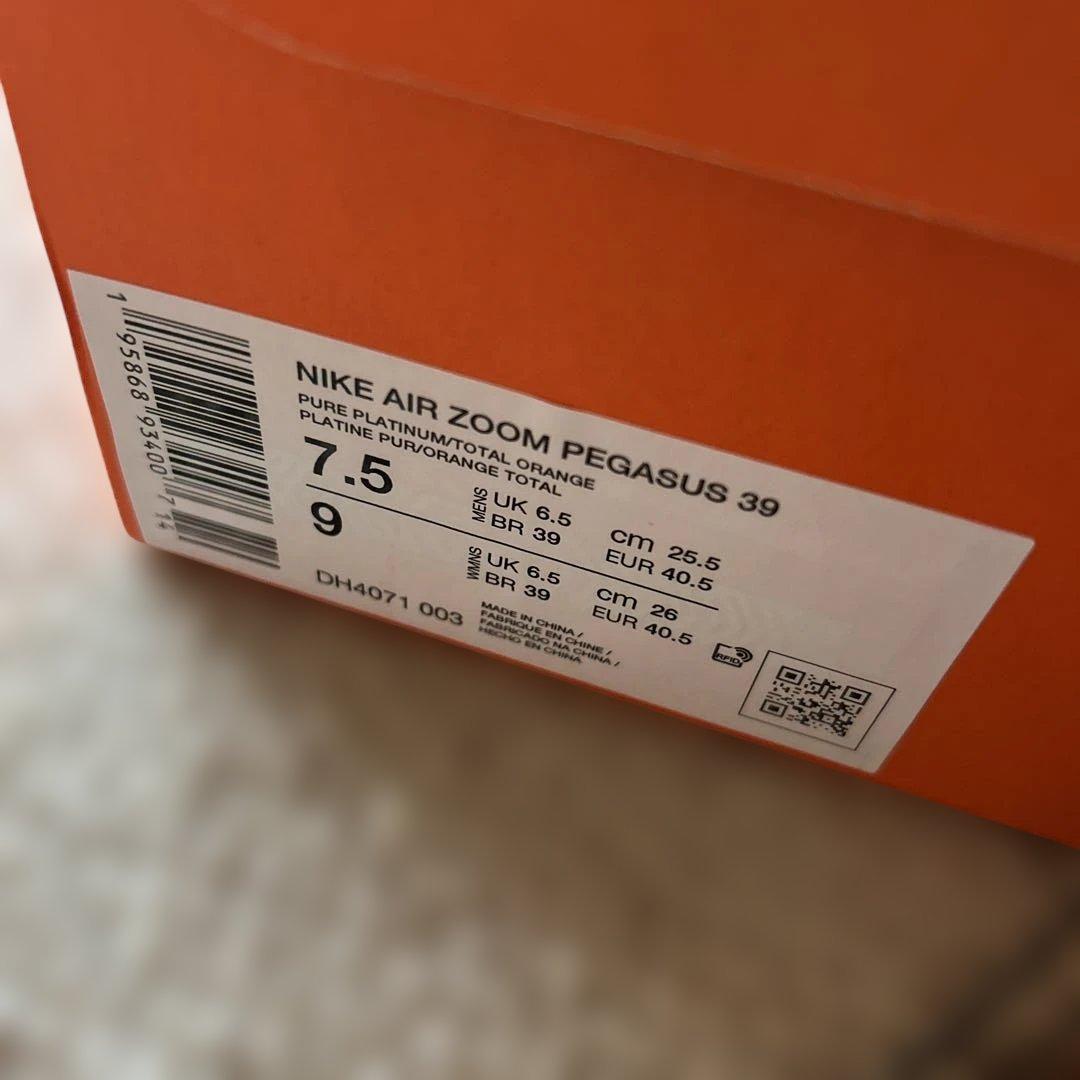 NIKE AIR ZOOM PEGASUS 39
PURE PLATINUM/TOTAL ORANGE
PLATINE PUR/ORANGE TOTAL
7.5
MENS
UK 6.5 cm 25.5
BR 39 EUR 40.5
9
WMNS
UK 6.5 cm 26
BR 39 EUR 40.5
DH4071 003
MADE IN CHINA /
FABRIQUE EN CHINE /
FABRICADO NA CHINA /
HECHO EN CHINA
RFID
1 95868 93400 7 14